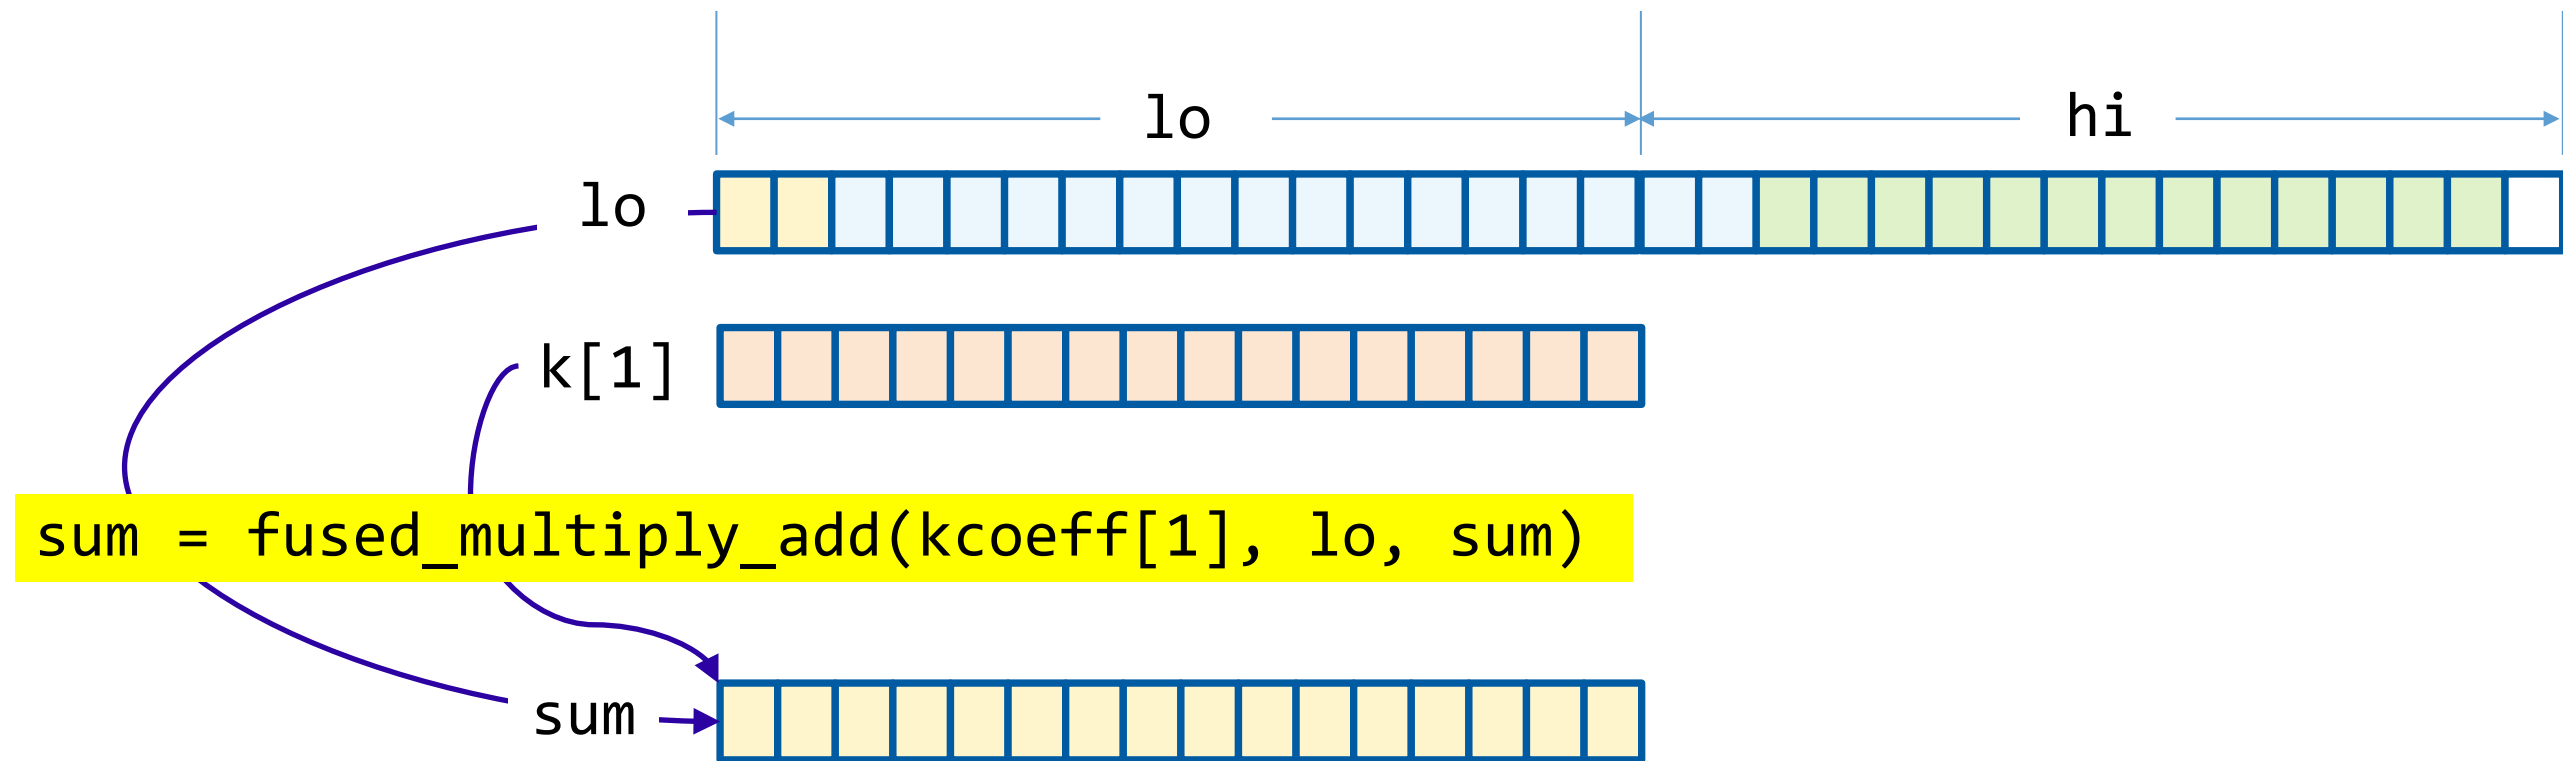 lo
hi
lo
k[1]
sum = fused_multiply_add(kcoeff[1], lo, sum)
sum